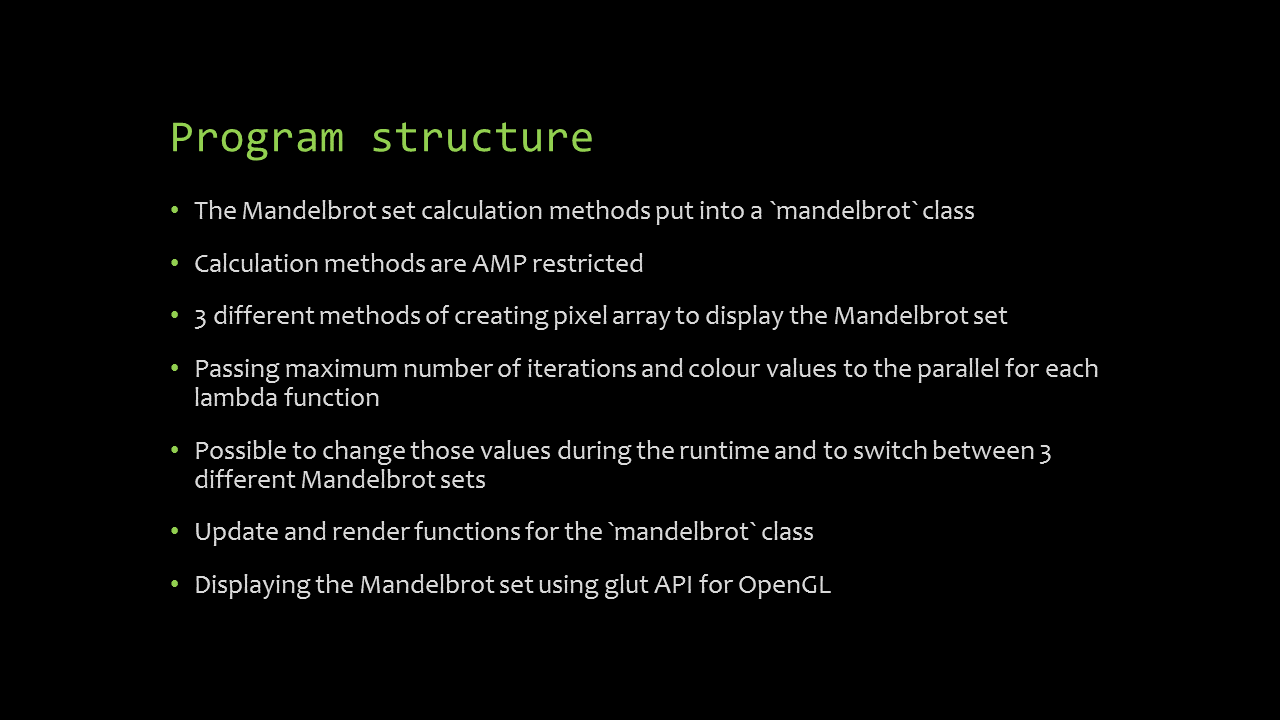 Program structure
• The Mandelbrot set calculation methods put into a `mandelbrot` class
• Calculation methods are AMP restricted
• 3 different methods of creating pixel array to display the Mandelbrot set
• Passing maximum number of iterations and colour values to the parallel for each
lambda function
• Possible to change those values during the runtime and to switch between 3
different Mandelbrot sets
• Update and render functions for the `mandelbrot` class
• Displaying the Mandelbrot set using glut API for OpenGL